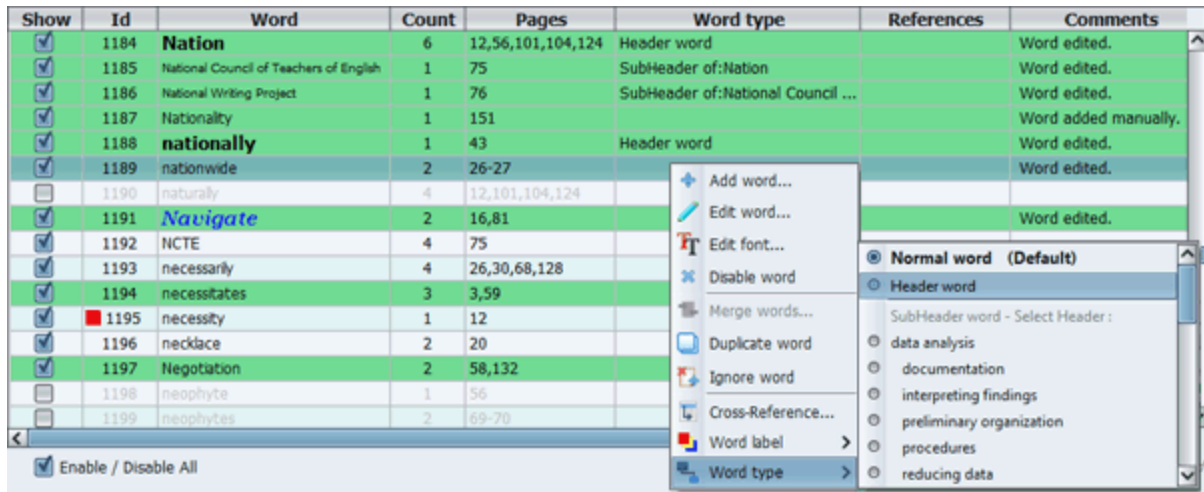 Show Id Word Count Pages Word type References Comments
1184 Nation 6 12,56,101,104,124 Header word Word edited.
1185 National Council of Teachers of English 1 75 SubHeader of:Nation Word edited.
1186 National Writing Project 1 76 SubHeader of:National Council ... Word edited.
1187 Nationality 1 151 Word added manually.
1188 nationally 1 43 Header word Word edited.
1189 nationwide 2 26-27 Word edited.
1190 naturally 4 12,101,104,124
1191 Navigate 2 16,81 Word edited.
1192 NCTE 4 75
1193 necessarily 4 26,30,68,128
1194 necessitates 3 3,59
1195 necessity 1 12
1196 necklace 2 20
1197 Negotiation 2 58,132
1198 neophyte 1 56
1199 neophytes 2 69-70
Enable / Disable All
Add word...
Edit word...
Edit font...
Disable word
Merge words...
Duplicate word
Ignore word
Cross-Reference...
Word label
Word type
Normal word (Default)
Header word
SubHeader word - Select Header :
data analysis
documentation
interpreting findings
preliminary organization
procedures
reducing data